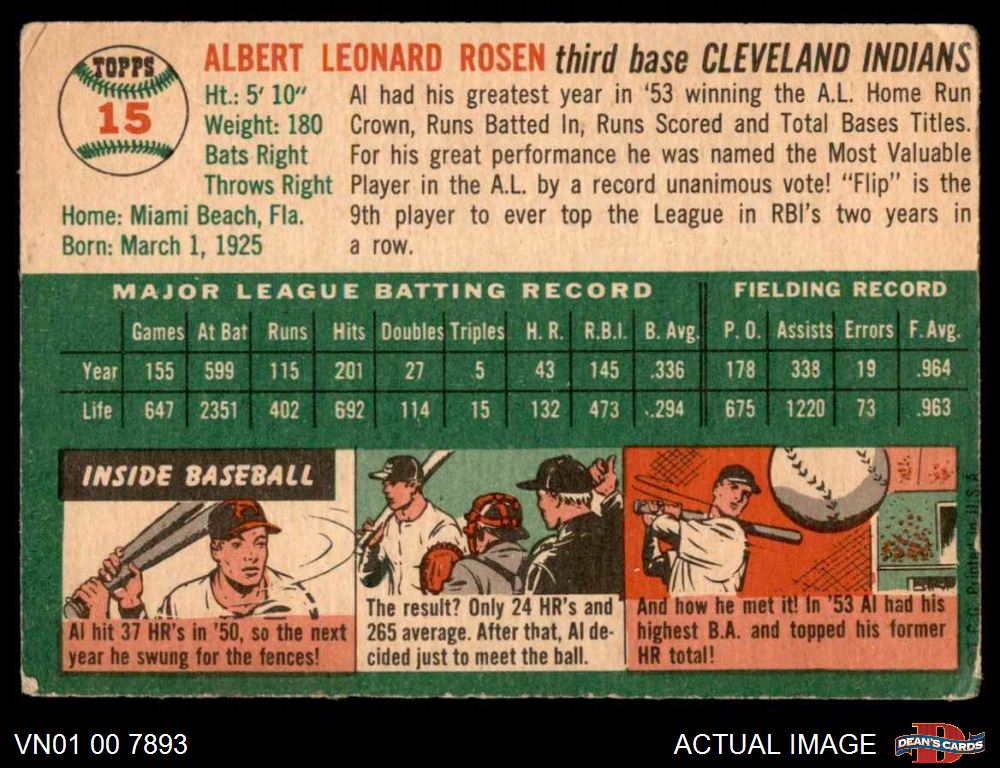 TOPPS
15
ALBERT LEONARD ROSEN third base CLEVELAND INDIANS
Ht.: 5' 10"
Weight: 180
Bats Right
Throws Right
Home: Miami Beach, Fla.
Born: March 1, 1925
Al had his greatest year in '53 winning the A.L. Home Run
Crown, Runs Batted In, Runs Scored and Total Bases Titles.
For his great performance he was named the Most Valuable
Player in the A.L. by a record unanimous vote! "Flip" is the
9th player to ever top the League in RBI's two years in
a row.
MAJOR LEAGUE BATTING RECORD FIELDING RECORD
Games At Bat Runs Hits Doubles Triples H. R. R.B.I. B. Avg. P. O. Assists Errors F. Avg.
Year 155 599 115 201 27 5 43 145 .336 178 338 19 .964
Life 647 2351 402 692 114 15 132 473 .294 675 1220 73 .963
INSIDE BASEBALL
Al hit 37 HR's in '50, so the next
year he swung for the fences!
The result? Only 24 HR's and
265 average. After that, Al de-
cided just to meet the ball.
And how he met it! In '53 Al had his
highest B.A. and topped his former
HR total!
T.C.G. Printed in U.S.A.
VN01 00 7893
ACTUAL IMAGE
D
DEAN'S CARDS